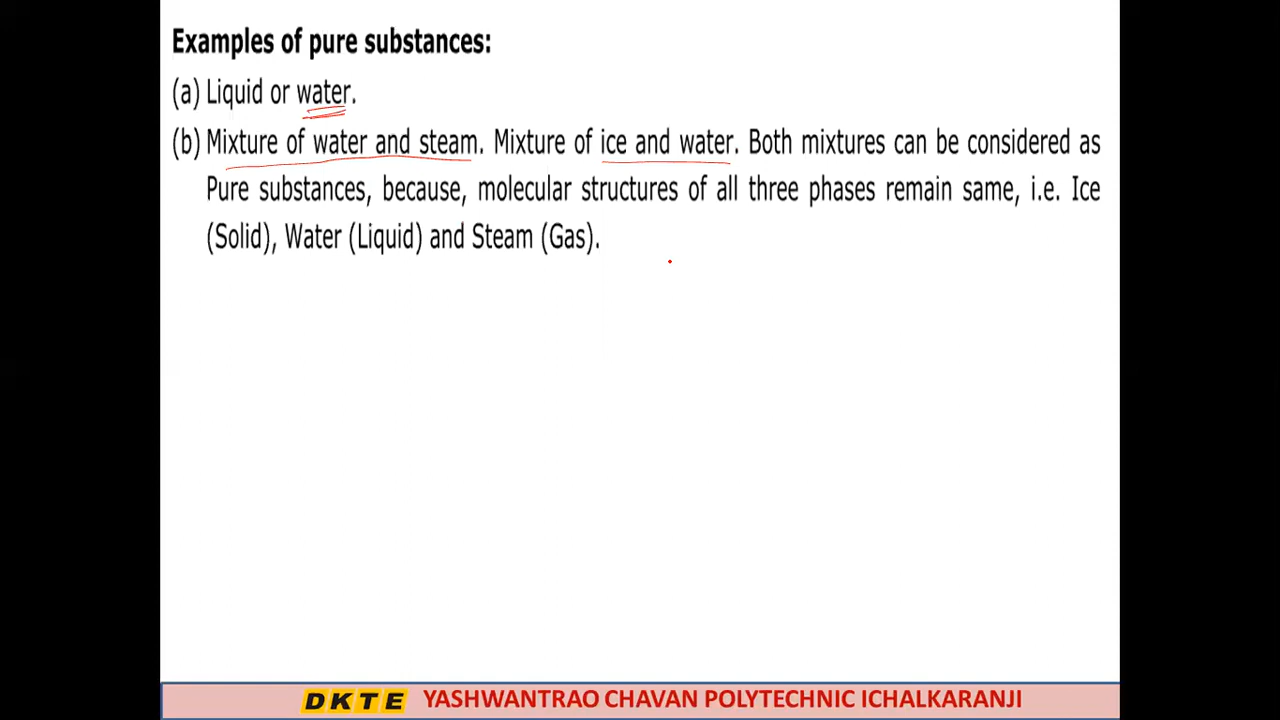 Examples of pure substances:
(a) Liquid or water.
(b) Mixture of water and steam. Mixture of ice and water. Both mixtures can be considered as
Pure substances, because, molecular structures of all three phases remain same, i.e. Ice
(Solid), Water (Liquid) and Steam (Gas).
DKTE YASHWANTRAO CHAVAN POLYTECHNIC ICHALKARANJI